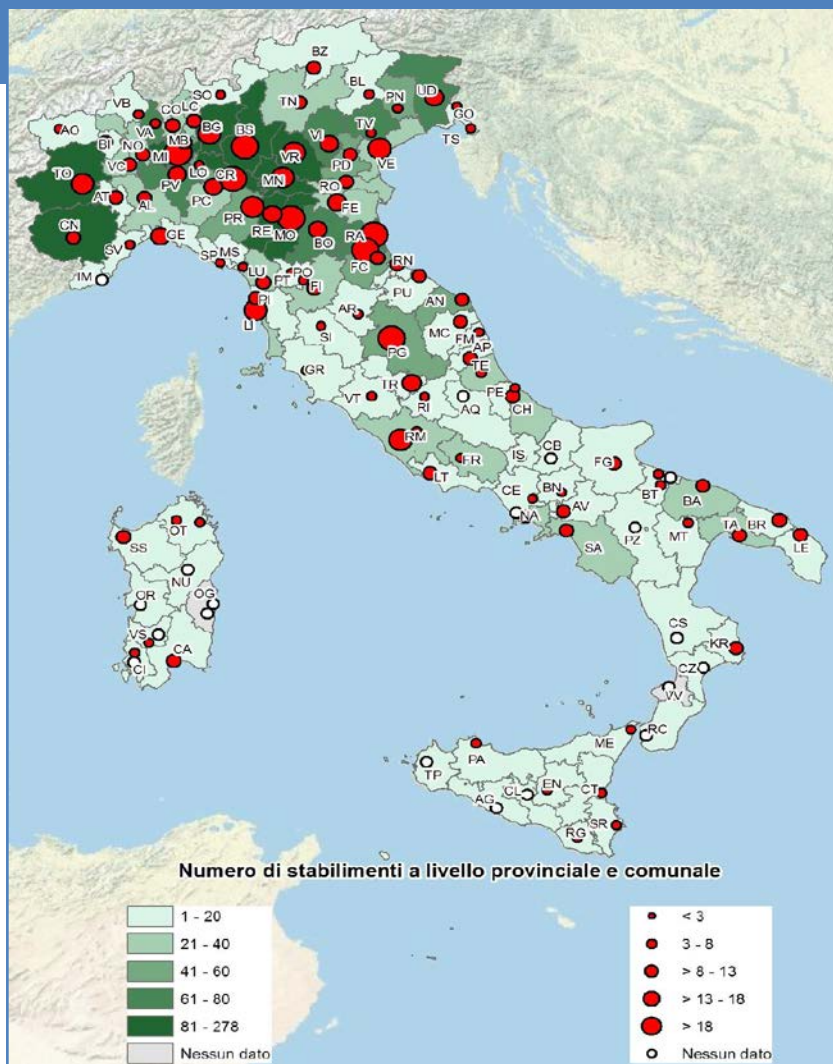 BZ
SO
BL
VB
CO
LC
TN
PN
UD
GO
AO
VA
BG
BS
VI
TV
TS
BI
NO
MB
MI
VR
PD
VE
VC
LO
TO
PV
CR
MN
RO
AT
AL
PC
FE
PR
CN
RE
MO
BO
RA
GE
SV
SP
MS
FC
RN
IM
LU
PT
PO
FI
PU
AN
PI
AR
LI
SI
MC
FM
AP
PG
GR
TE
TR
VT
RI
PE
AQ
CH
RM
CB
FR
IS
FG
LT
CE
BN
BT
BA
NA
AV
OT
SS
SA
PZ
MT
TA
BR
LE
NU
OR
OG
CS
VS
CA
KR
CI
CZ
VV
RC
ME
PA
TP
EN
CL
CT
AG
SR
RG
Numero di stabilimenti a livello provinciale e comunale
1 - 20
21 - 40
41 - 60
61 - 80
81 - 278
Nessun dato
< 3
3 - 8
> 8 - 13
> 13 - 18
> 18
Nessun dato